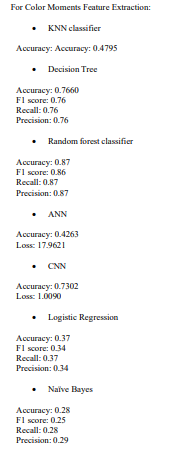 For Color Moments Feature Extraction:
• KNN classifier
Accuracy: Accuracy: 0.4795
• Decision Tree
Accuracy: 0.7660
F1 score: 0.76
Recall: 0.76
Precision: 0.76
• Random forest classifier
Accuracy: 0.87
F1 score: 0.86
Recall: 0.87
Precision: 0.87
• ANN
Accuracy: 0.4263
Loss: 17.9621
• CNN
Accuracy: 0.7302
Loss: 1.0090
• Logistic Regression
Accuracy: 0.37
F1 score: 0.34
Recall: 0.37
Precision: 0.34
• Naïve Bayes
Accuracy: 0.28
F1 score: 0.25
Recall: 0.28
Precision: 0.29